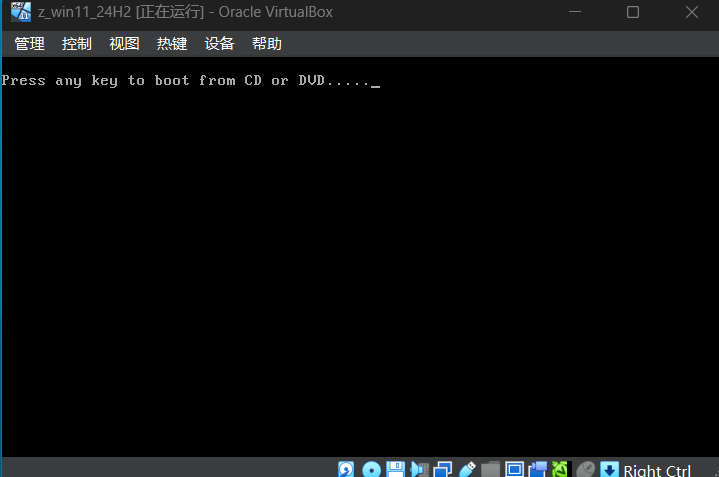 z_win11_24H2 [正在运行] - Oracle VirtualBox
管理 控制 视图 热键 设备 帮助
Press any key to boot from CD or DVD....._
Right Ctrl